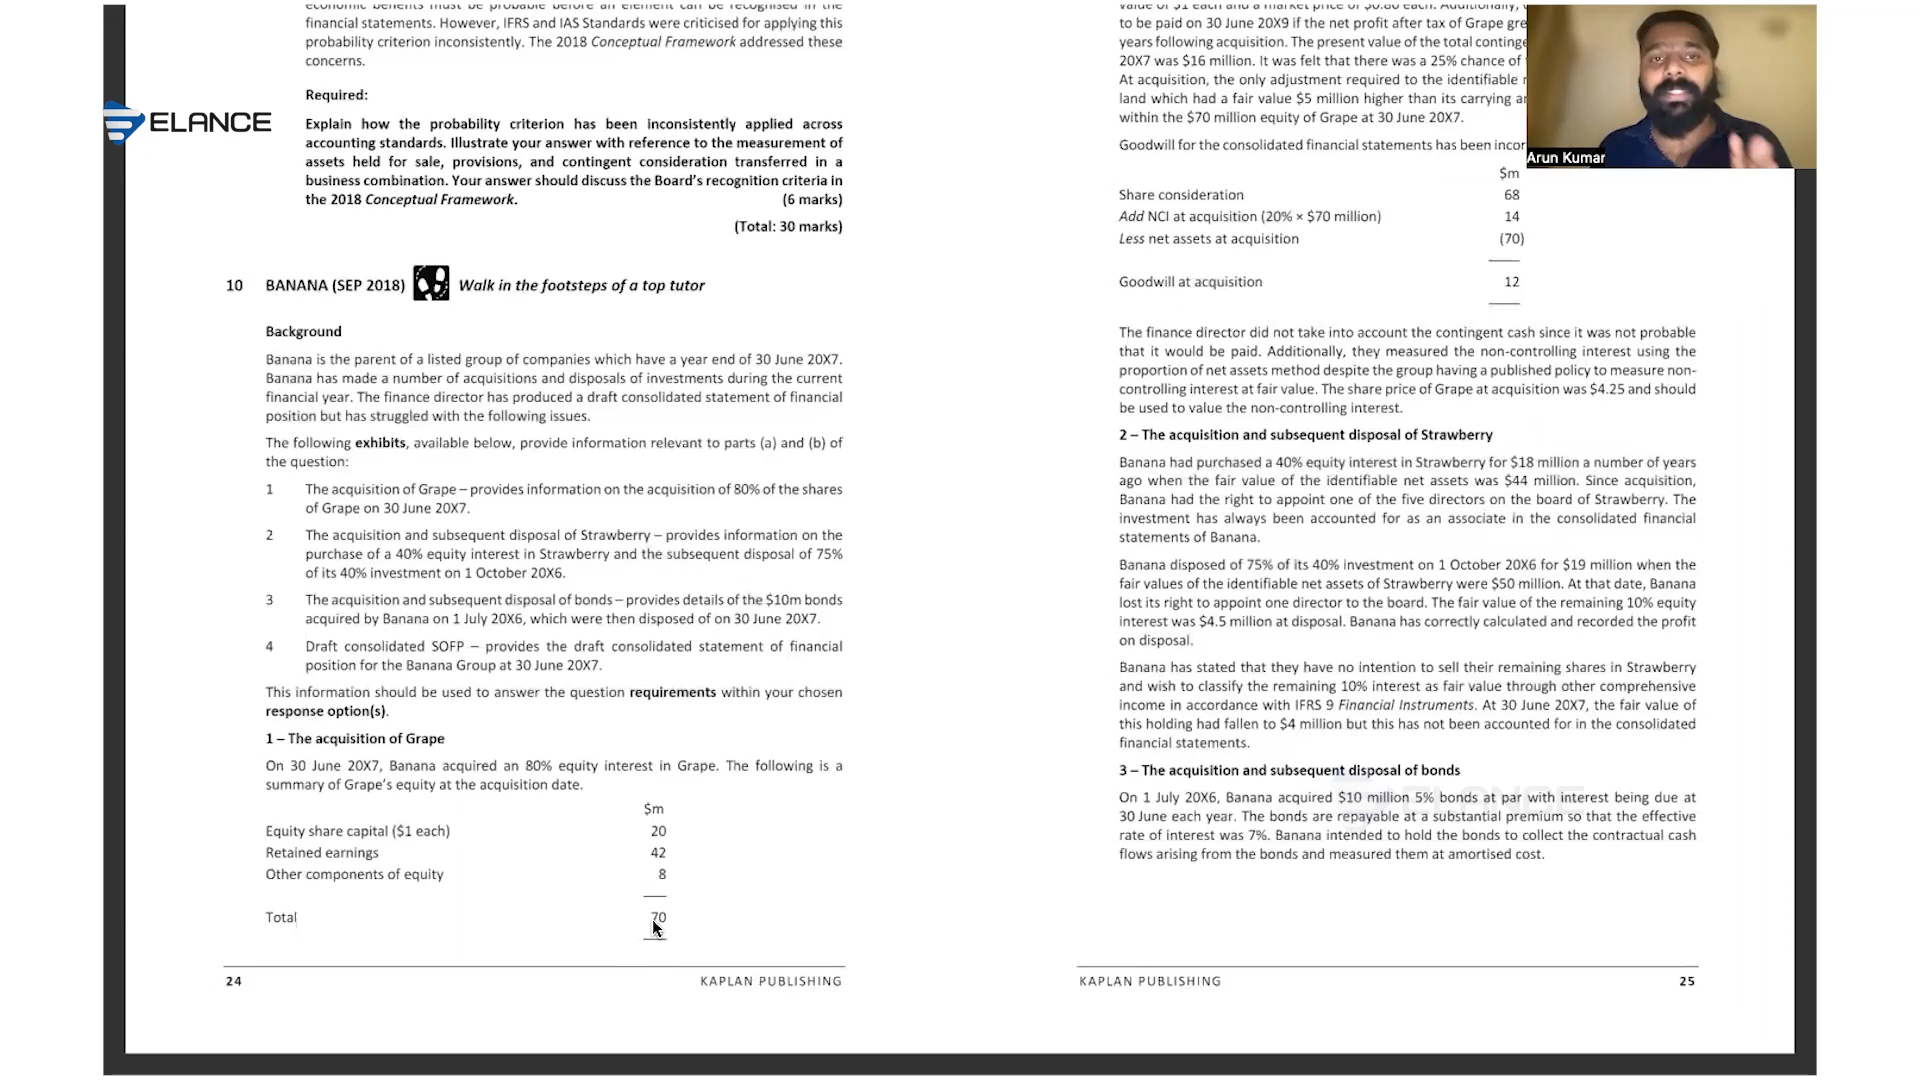 economic benefits must be probable before an element can be recognised in the
financial statements. However, IFRS and IAS Standards were criticised for applying this
probability criterion inconsistently. The 2018 Conceptual Framework addressed these
concerns.
Required:
Explain how the probability criterion has been inconsistently applied across
accounting standards. Illustrate your answer with reference to the measurement of
assets held for sale, provisions, and contingent consideration transferred in a
business combination. Your answer should discuss the Board's recognition criteria in
the 2018 Conceptual Framework. (6 marks)
(Total: 30 marks)
ELANCE
10 BANANA (SEP 2018) Walk in the footsteps of a top tutor
Background
Banana is the parent of a listed group of companies which have a year end of 30 June 20X7.
Banana has made a number of acquisitions and disposals of investments during the current
financial year. The finance director has produced a draft consolidated statement of financial
position but has struggled with the following issues.
The following exhibits, available below, provide information relevant to parts (a) and (b) of
the question:
1 The acquisition of Grape – provides information on the acquisition of 80% of the shares
of Grape on 30 June 20X7.
2 The acquisition and subsequent disposal of Strawberry – provides information on the
purchase of a 40% equity interest in Strawberry and the subsequent disposal of 75%
of its 40% investment on 1 October 20X6.
3 The acquisition and subsequent disposal of bonds – provides details of the $10m bonds
acquired by Banana on 1 July 20X6, which were then disposed of on 30 June 20X7.
4 Draft consolidated SOFP – provides the draft consolidated statement of financial
position for the Banana Group at 30 June 20X7.
This information should be used to answer the question requirements within your chosen
response option(s).
1 – The acquisition of Grape
On 30 June 20X7, Banana acquired an 80% equity interest in Grape. The following is a
summary of Grape's equity at the acquisition date.
$m
Equity share capital ($1 each) 20
Retained earnings 42
Other components of equity 8
Total 70
24 KAPLAN PUBLISHING
value of $1 each and a market price of $6.80 each. Additionally,
to be paid on 30 June 20X9 if the net profit after tax of Grape gre
years following acquisition. The present value of the total continge
20X7 was $16 million. It was felt that there was a 25% chance of
At acquisition, the only adjustment required to the identifiable
land which had a fair value $5 million higher than its carrying a
within the $70 million equity of Grape at 30 June 20X7.
Goodwill for the consolidated financial statements has been incor
Arun Kumar
$m
Share consideration 68
Add NCI at acquisition (20% × $70 million) 14
Less net assets at acquisition (70)
Goodwill at acquisition 12
The finance director did not take into account the contingent cash since it was not probable
that it would be paid. Additionally, they measured the non-controlling interest using the
proportion of net assets method despite the group having a published policy to measure non-
controlling interest at fair value. The share price of Grape at acquisition was $4.25 and should
be used to value the non-controlling interest.
2 – The acquisition and subsequent disposal of Strawberry
Banana had purchased a 40% equity interest in Strawberry for $18 million a number of years
ago when the fair value of the identifiable net assets was $44 million. Since acquisition,
Banana had the right to appoint one of the five directors on the board of Strawberry. The
investment has always been accounted for as an associate in the consolidated financial
statements of Banana.
Banana disposed of 75% of its 40% investment on 1 October 20X6 for $19 million when the
fair values of the identifiable net assets of Strawberry were $50 million. At that date, Banana
lost its right to appoint one director to the board. The fair value of the remaining 10% equity
interest was $4.5 million at disposal. Banana has correctly calculated and recorded the profit
on disposal.
Banana has stated that they have no intention to sell their remaining shares in Strawberry
and wish to classify the remaining 10% interest as fair value through other comprehensive
income in accordance with IFRS 9 Financial Instruments. At 30 June 20X7, the fair value of
this holding had fallen to $4 million but this has not been accounted for in the consolidated
financial statements.
3 – The acquisition and subsequent disposal of bonds
On 1 July 20X6, Banana acquired $10 million 5% bonds at par with interest being due at
30 June each year. The bonds are repayable at a substantial premium so that the effective
rate of interest was 7%. Banana intended to hold the bonds to collect the contractual cash
flows arising from the bonds and measured them at amortised cost.
ELANCE
KAPLAN PUBLISHING 25